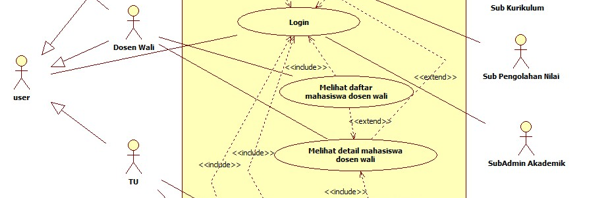 Sub Kurikulum
Login
Dosen Wali
Sub Pengolahan Nilai
<<include>>
<<extend>>
Melihat daftar
mahasiswa dosen wali
user
<<extend>>
<<include>>
<<include>>
Melihat detail mahasiswa
dosen wali
SubAdmin Akademik
TU
<<include>>